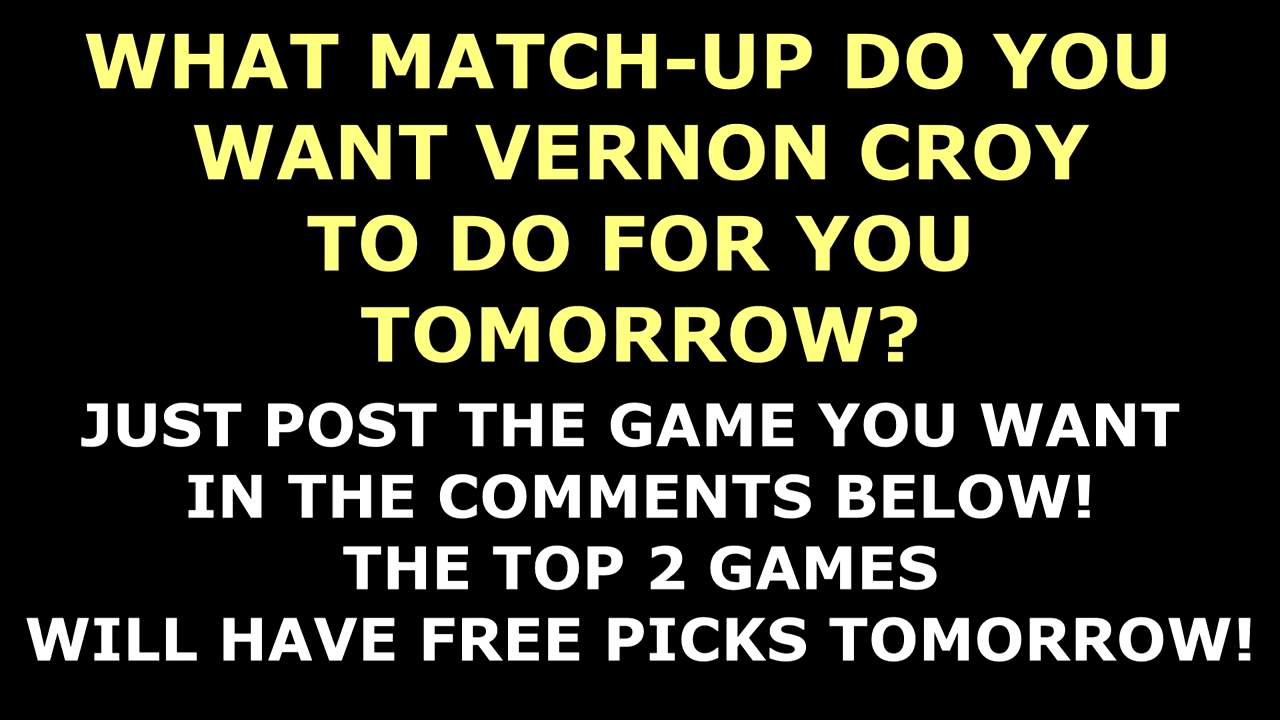 WHAT MATCH-UP DO YOU
WANT VERNON CROY
TO DO FOR YOU
TOMORROW?
JUST POST THE GAME YOU WANT
IN THE COMMENTS BELOW!
THE TOP 2 GAMES
WILL HAVE FREE PICKS TOMORROW!